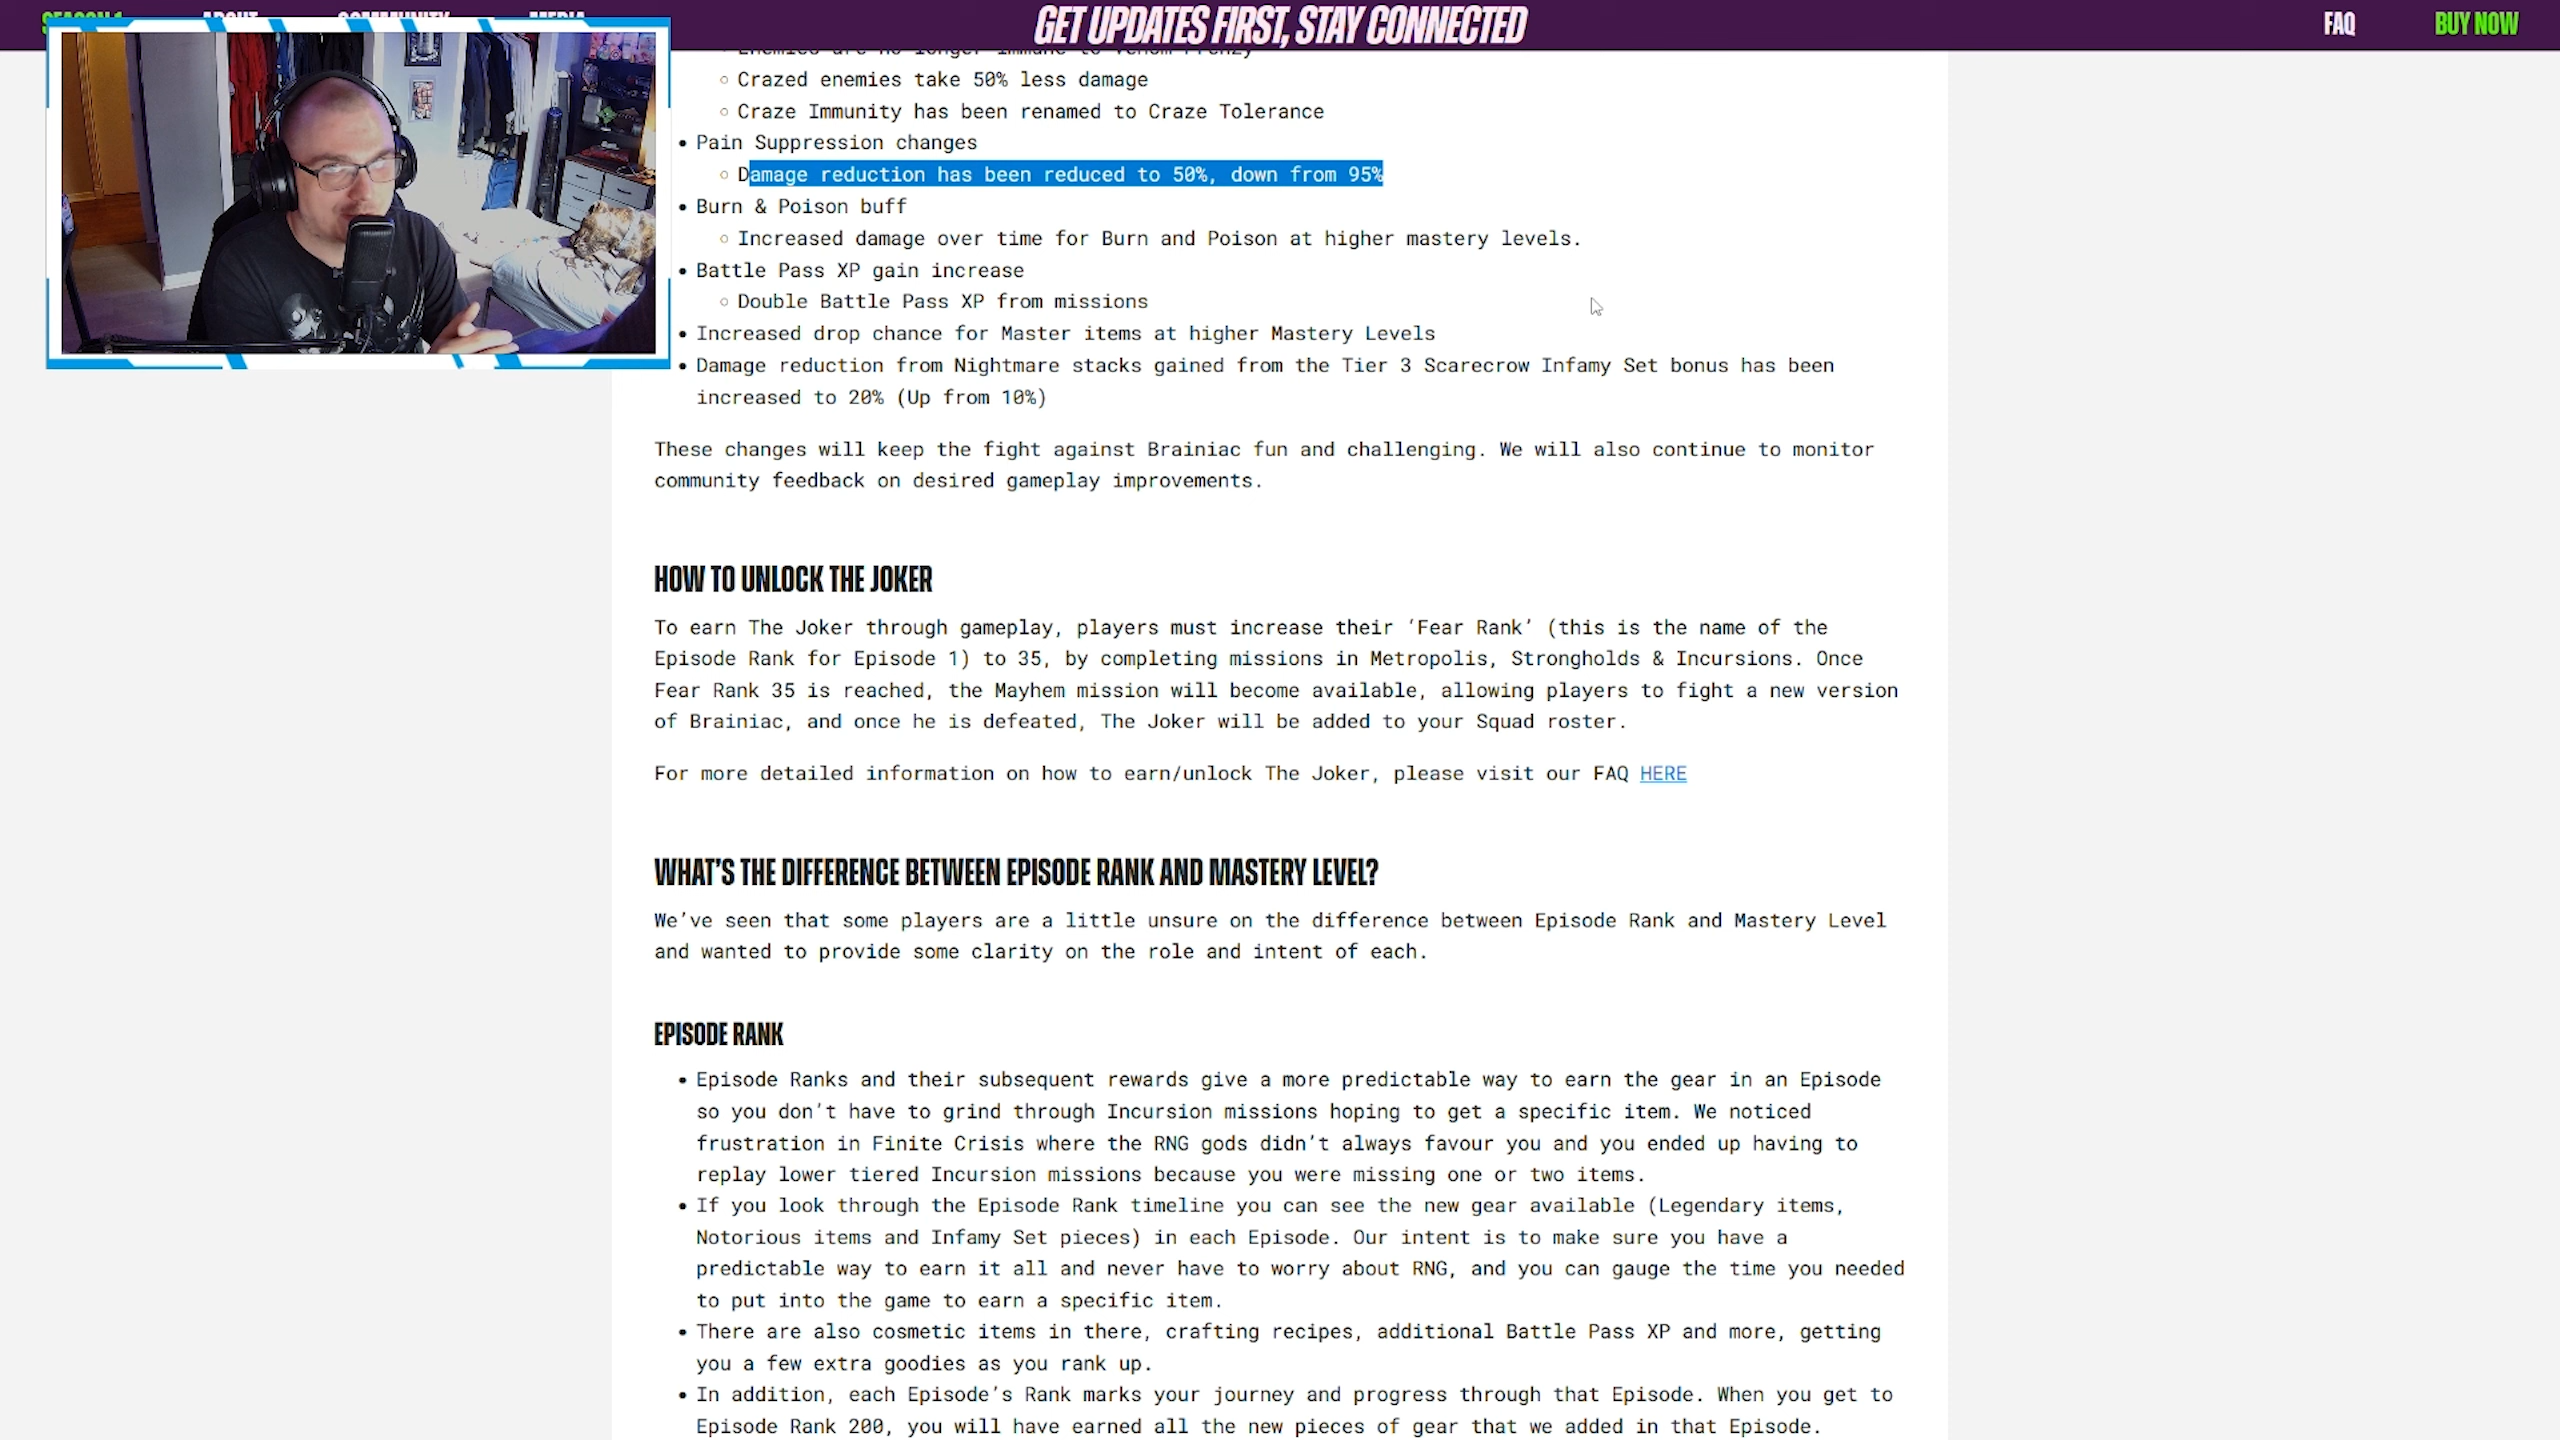 SEASON 1 ABOUT COMMUNITY MEDIA GET UPDATES FIRST, STAY CONNECTED FAQ BUY NOW
Enemies are no longer immune to Venom Frenzy
Crazed enemies take 50% less damage
Craze Immunity has been renamed to Craze Tolerance
Pain Suppression changes
Damage reduction has been reduced to 50%, down from 95%
Burn & Poison buff
Increased damage over time for Burn and Poison at higher mastery levels.
Battle Pass XP gain increase
Double Battle Pass XP from missions
Increased drop chance for Master items at higher Mastery Levels
Damage reduction from Nightmare stacks gained from the Tier 3 Scarecrow Infamy Set bonus has been
increased to 20% (Up from 10%)
These changes will keep the fight against Brainiac fun and challenging. We will also continue to monitor
community feedback on desired gameplay improvements.
HOW TO UNLOCK THE JOKER
To earn The Joker through gameplay, players must increase their ‘Fear Rank’ (this is the name of the
Episode Rank for Episode 1) to 35, by completing missions in Metropolis, Strongholds & Incursions. Once
Fear Rank 35 is reached, the Mayhem mission will become available, allowing players to fight a new version
of Brainiac, and once he is defeated, The Joker will be added to your Squad roster.
For more detailed information on how to earn/unlock The Joker, please visit our FAQ HERE
WHAT’S THE DIFFERENCE BETWEEN EPISODE RANK AND MASTERY LEVEL?
We’ve seen that some players are a little unsure on the difference between Episode Rank and Mastery Level
and wanted to provide some clarity on the role and intent of each.
EPISODE RANK
Episode Ranks and their subsequent rewards give a more predictable way to earn the gear in an Episode
so you don’t have to grind through Incursion missions hoping to get a specific item. We noticed
frustration in Finite Crisis where the RNG gods didn’t always favour you and you ended up having to
replay lower tiered Incursion missions because you were missing one or two items.
If you look through the Episode Rank timeline you can see the new gear available (Legendary items,
Notorious items and Infamy Set pieces) in each Episode. Our intent is to make sure you have a
predictable way to earn it all and never have to worry about RNG, and you can gauge the time you needed
to put into the game to earn a specific item.
There are also cosmetic items in there, crafting recipes, additional Battle Pass XP and more, getting
you a few extra goodies as you rank up.
In addition, each Episode’s Rank marks your journey and progress through that Episode. When you get to
Episode Rank 200, you will have earned all the new pieces of gear that we added in that Episode.